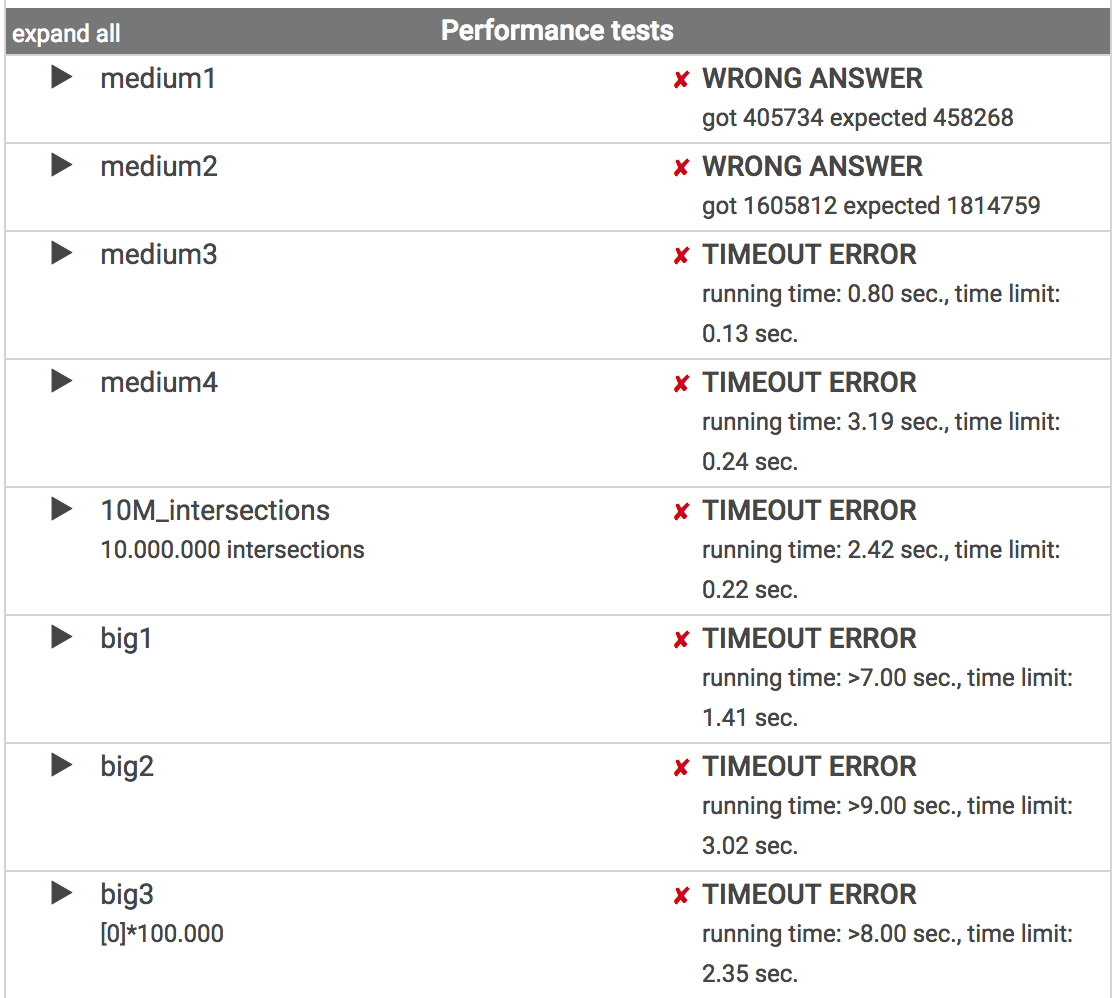 expand all Performance tests
▶ medium1 ✘ WRONG ANSWER
got 405734 expected 458268
▶ medium2 ✘ WRONG ANSWER
got 1605812 expected 1814759
▶ medium3 ✘ TIMEOUT ERROR
running time: 0.80 sec., time limit:
0.13 sec.
▶ medium4 ✘ TIMEOUT ERROR
running time: 3.19 sec., time limit:
0.24 sec.
▶ 10M_intersections ✘ TIMEOUT ERROR
10.000.000 intersections running time: 2.42 sec., time limit:
0.22 sec.
▶ big1 ✘ TIMEOUT ERROR
running time: >7.00 sec., time limit:
1.41 sec.
▶ big2 ✘ TIMEOUT ERROR
running time: >9.00 sec., time limit:
3.02 sec.
▶ big3 ✘ TIMEOUT ERROR
[0]*100.000 running time: >8.00 sec., time limit:
2.35 sec.